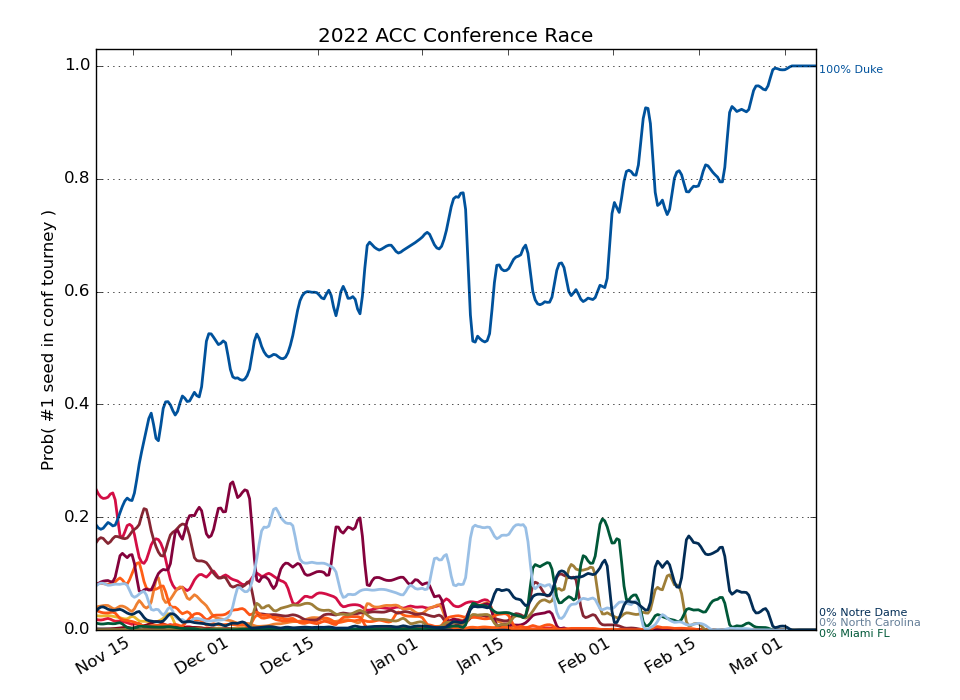 2022 ACC Conference Race
Prob( #1 seed in conf tourney )
1.0
0.8
0.6
0.4
0.2
0.0
100% Duke
0% Notre Dame
0% North Carolina
0% Miami FL
Nov 15
Dec 01
Dec 15
Jan 01
Jan 15
Feb 01
Feb 15
Mar 01